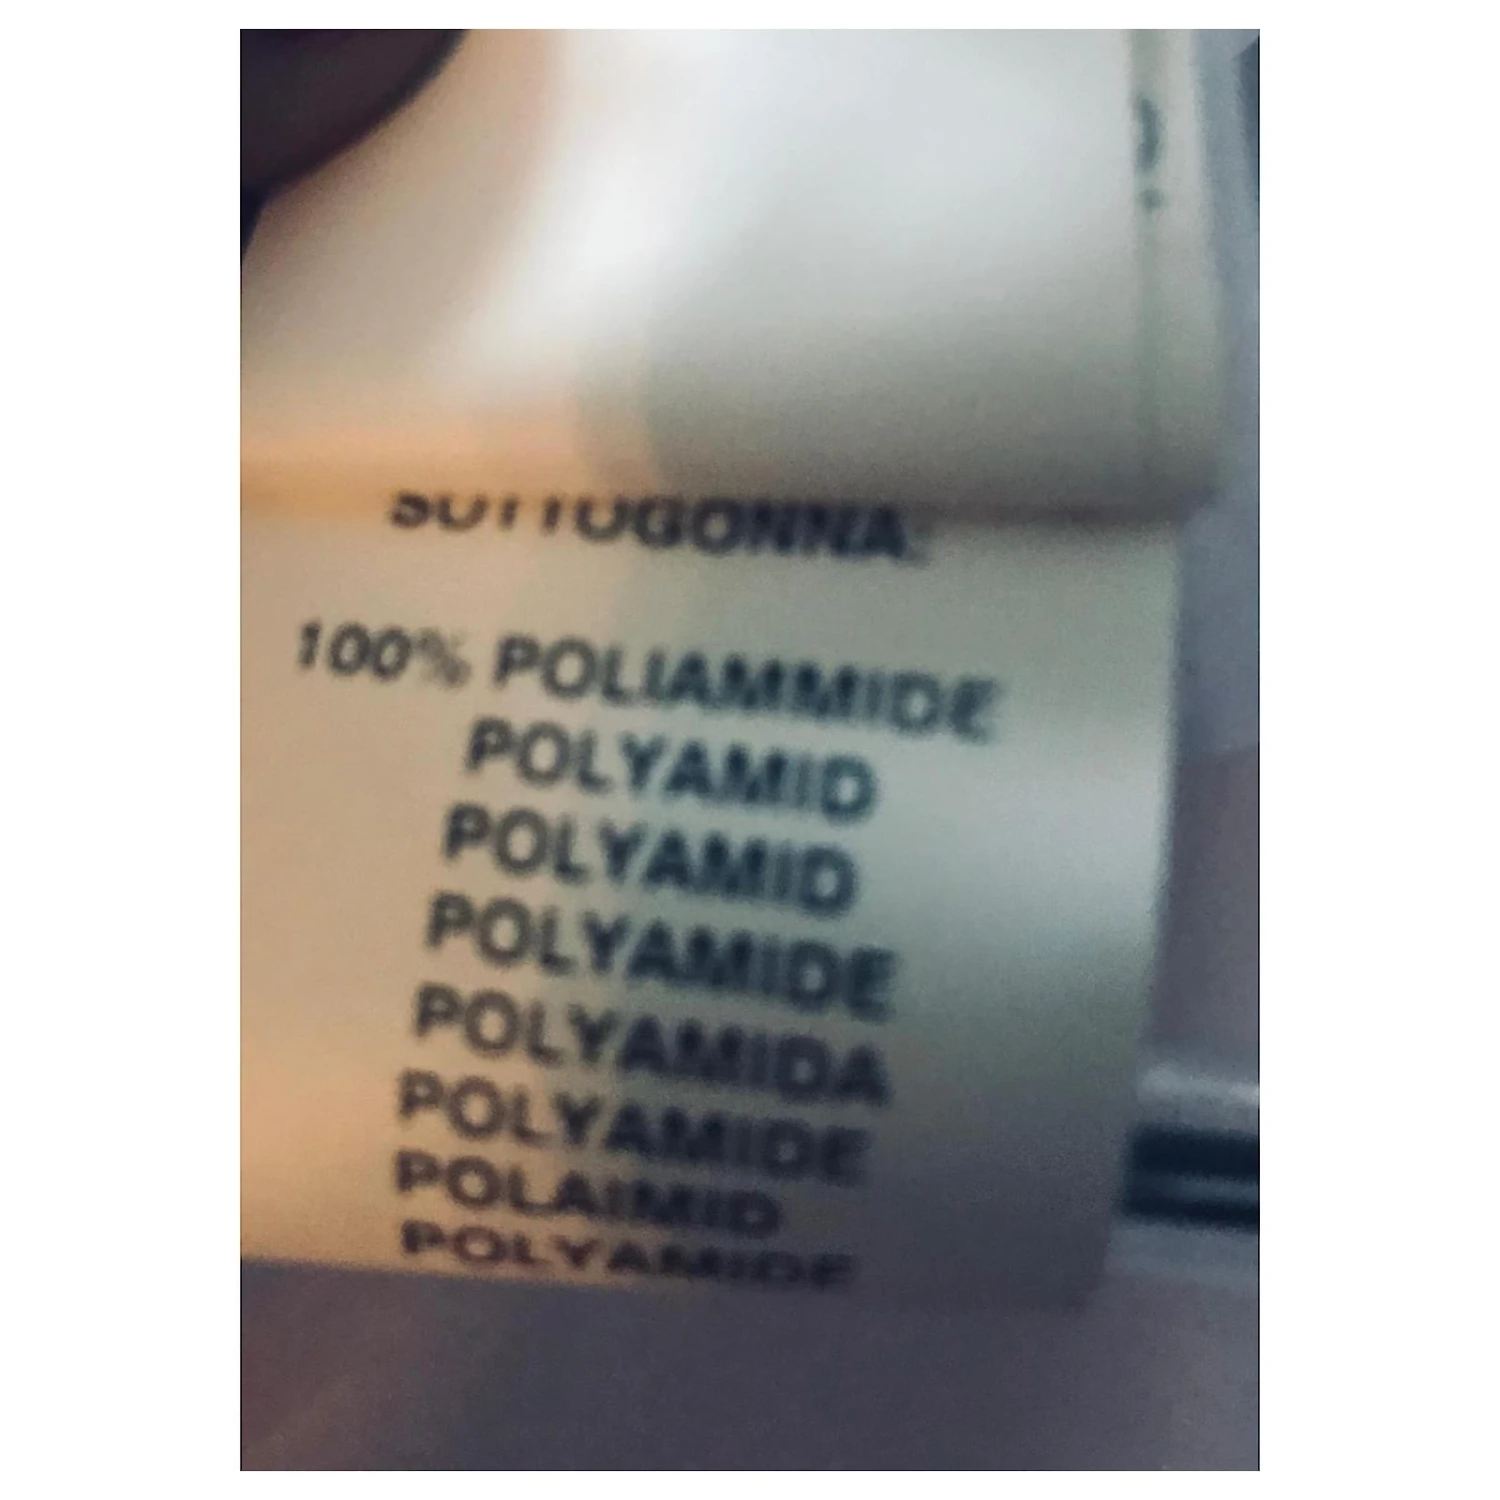 SOTTOGONNA:
100% POLIAMMIDE
POLYAMID
POLYAMID
POLYAMIDE
POLYAMIDA
POLYAMIDE
POLAIMID
POLYAMIDE